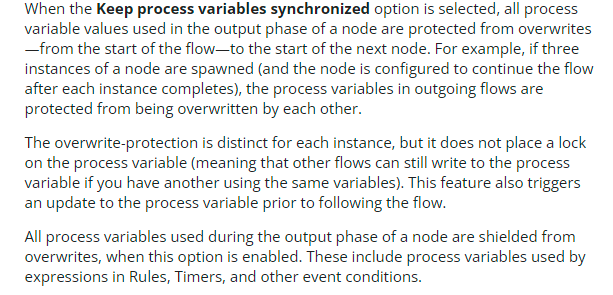 When the Keep process variables synchronized option is selected, all process
variable values used in the output phase of a node are protected from overwrites
—from the start of the flow—to the start of the next node. For example, if three
instances of a node are spawned (and the node is configured to continue the flow
after each instance completes), the process variables in outgoing flows are
protected from being overwritten by each other.
The overwrite-protection is distinct for each instance, but it does not place a lock
on the process variable (meaning that other flows can still write to the process
variable if you have another using the same variables). This feature also triggers
an update to the process variable prior to following the flow.
All process variables used during the output phase of a node are shielded from
overwrites, when this option is enabled. These include process variables used by
expressions in Rules, Timers, and other event conditions.